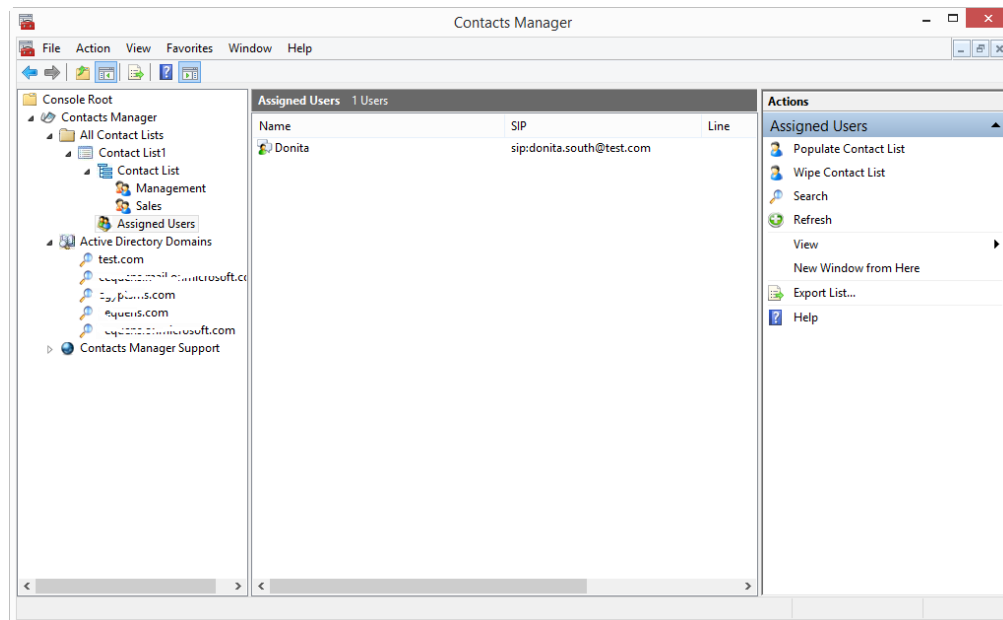 Contacts Manager
File Action View Favorites Window Help
Console Root
Contacts Manager
All Contact Lists
Contact List1
Contact List
Management
Sales
Assigned Users
Active Directory Domains
test.com
.com
equens.com
Contacts Manager Support
Assigned Users 1 Users
Name SIP Line
Donita sip:donita.south@test.com
Actions
Assigned Users
Populate Contact List
Wipe Contact List
Search
Refresh
View
New Window from Here
Export List...
Help